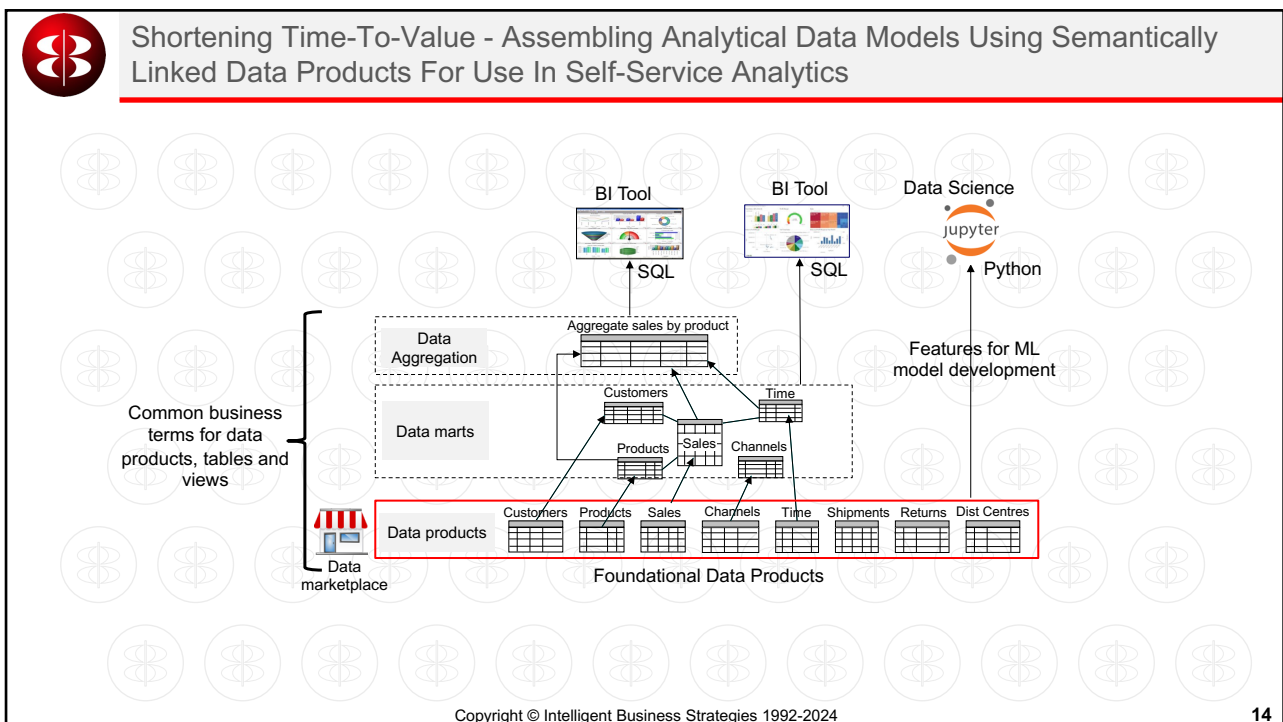 Shortening Time-To-Value - Assembling Analytical Data Models Using Semantically
Linked Data Products For Use In Self-Service Analytics
BI Tool
BI Tool
Data Science
jupyter
SQL
SQL
Python
Data
Aggregation
Aggregate sales by product
Features for ML
model development
Common business
terms for data
products, tables and
views
Data marts
Customers
Time
Products
Sales
Channels
Data products
Customers
Products
Sales
Channels
Time
Shipments
Returns
Dist Centres
Data
marketplace
Foundational Data Products
Copyright © Intelligent Business Strategies 1992-2024
14